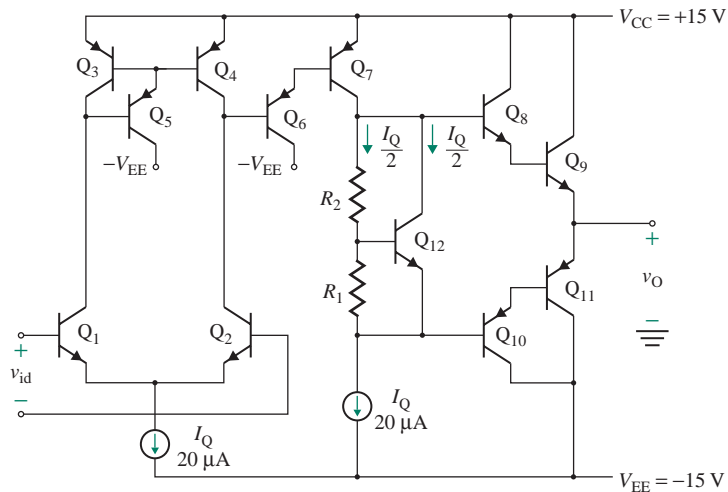 V_CC = +15 V
Q_3
Q_4
Q_7
Q_5
Q_6
Q_8
−V_EE
−V_EE
I_Q/2
I_Q/2
Q_9
R_2
Q_12
+
v_O
−
Q_11
R_1
Q_10
Q_1
Q_2
+
v_id
−
I_Q
20 µA
I_Q
20 µA
V_EE = −15 V